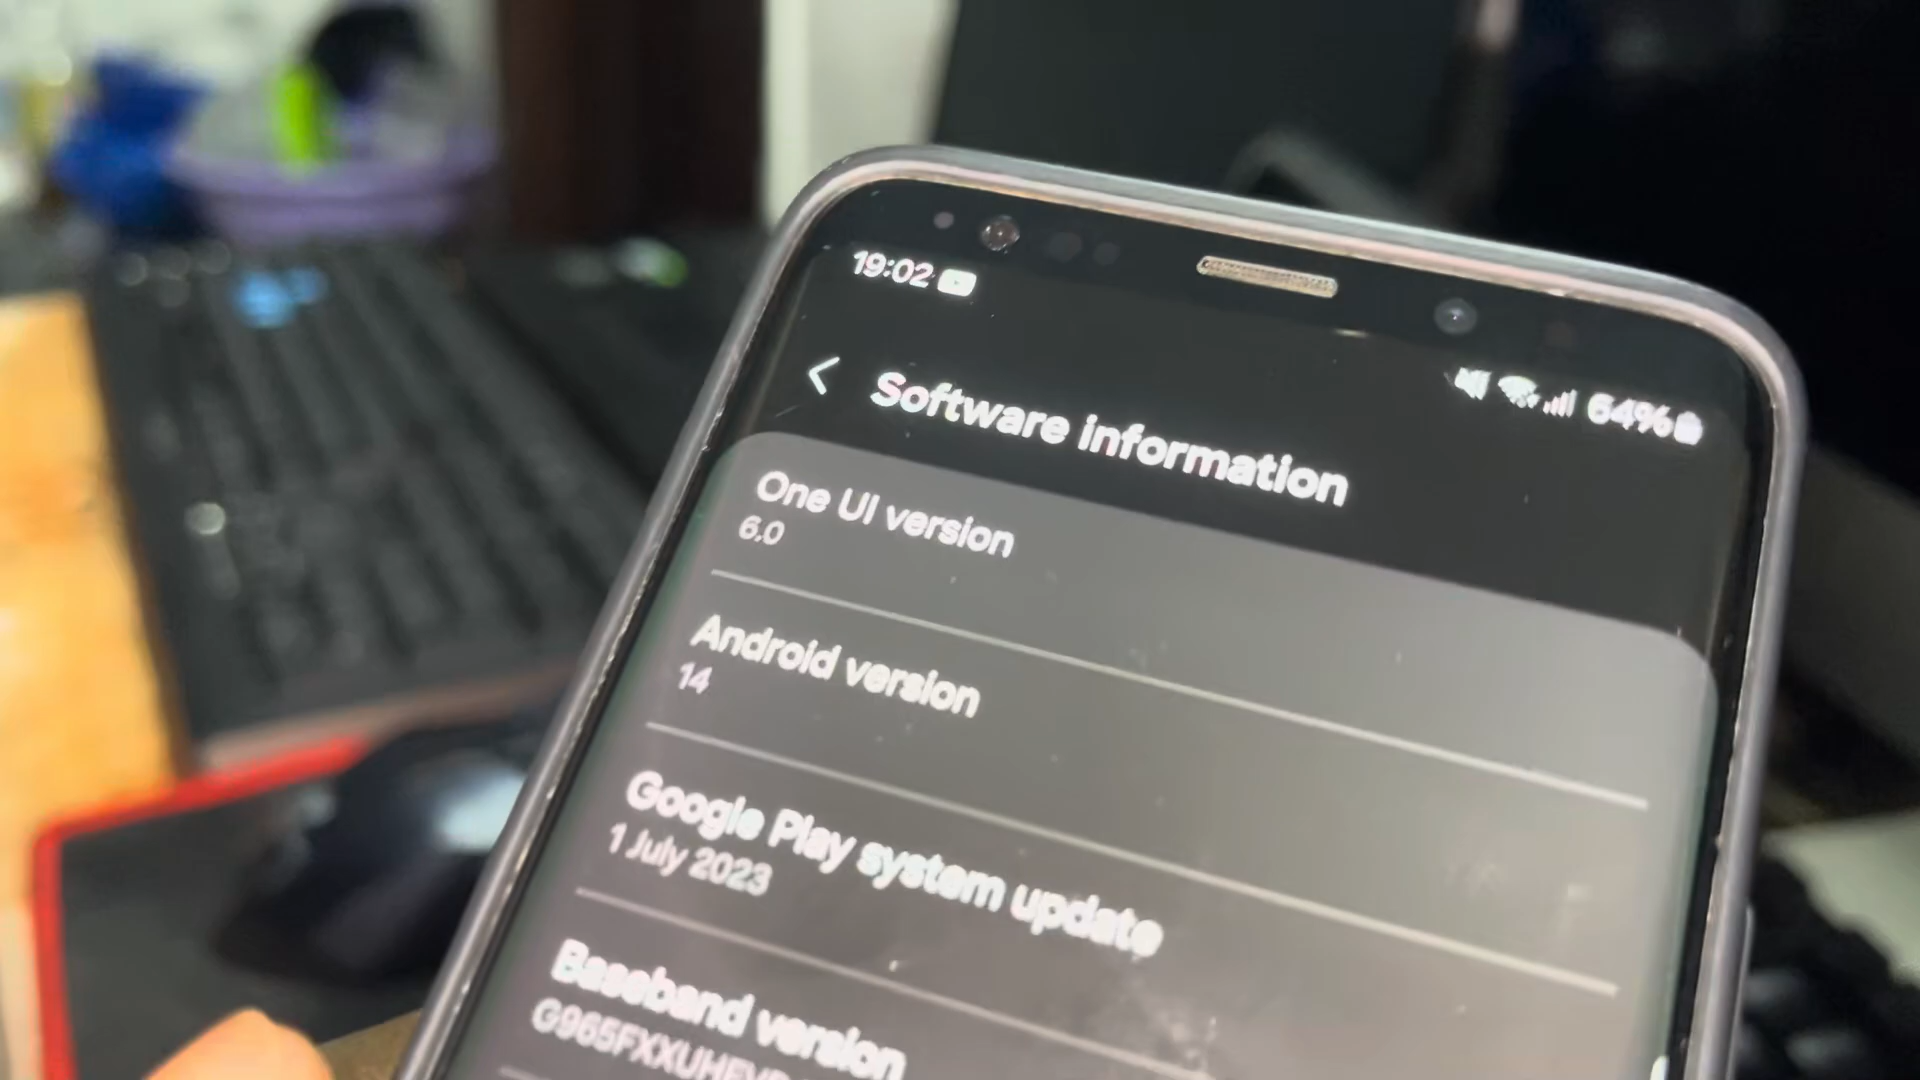 19:02
64%
Software information
One UI version
6.0
Android version
14
Google Play system update
1 July 2023
Baseband version